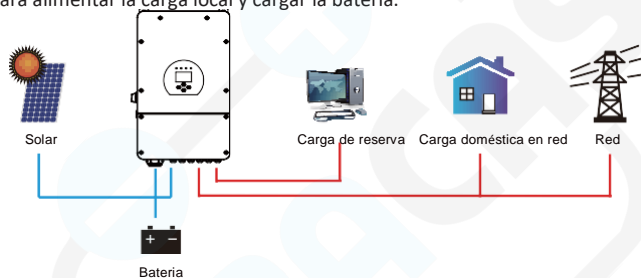 ara alimentar la carga local y cargar la batería.
Solar
Carga de reserva
Carga doméstica en red
Red
+ −
Bateria